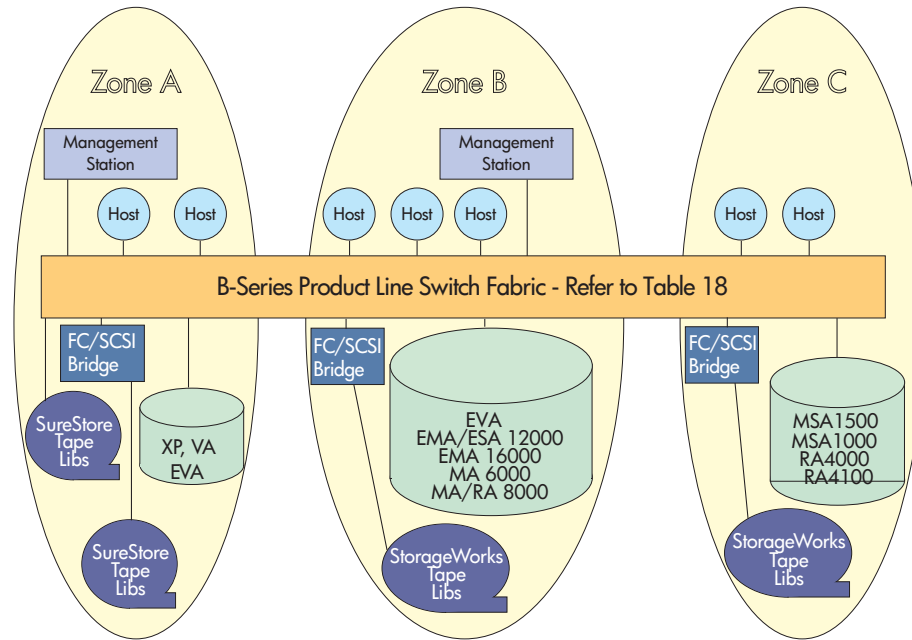 Zone A
Zone B
Zone C
Management
Station
Management
Station
Host
Host
Host
Host
Host
Host
Host
B-Series Product Line Switch Fabric - Refer to Table 18
FC/SCSI
Bridge
FC/SCSI
Bridge
FC/SCSI
Bridge
SureStore
Tape
Libs
XP, VA
EVA
EVA
EMA/ESA 12000
EMA 16000
MA 6000
MA/RA 8000
MSA1500
MSA1000
RA4000
RA4100
SureStore
Tape
Libs
StorageWorks
Tape
Libs
StorageWorks
Tape
Libs